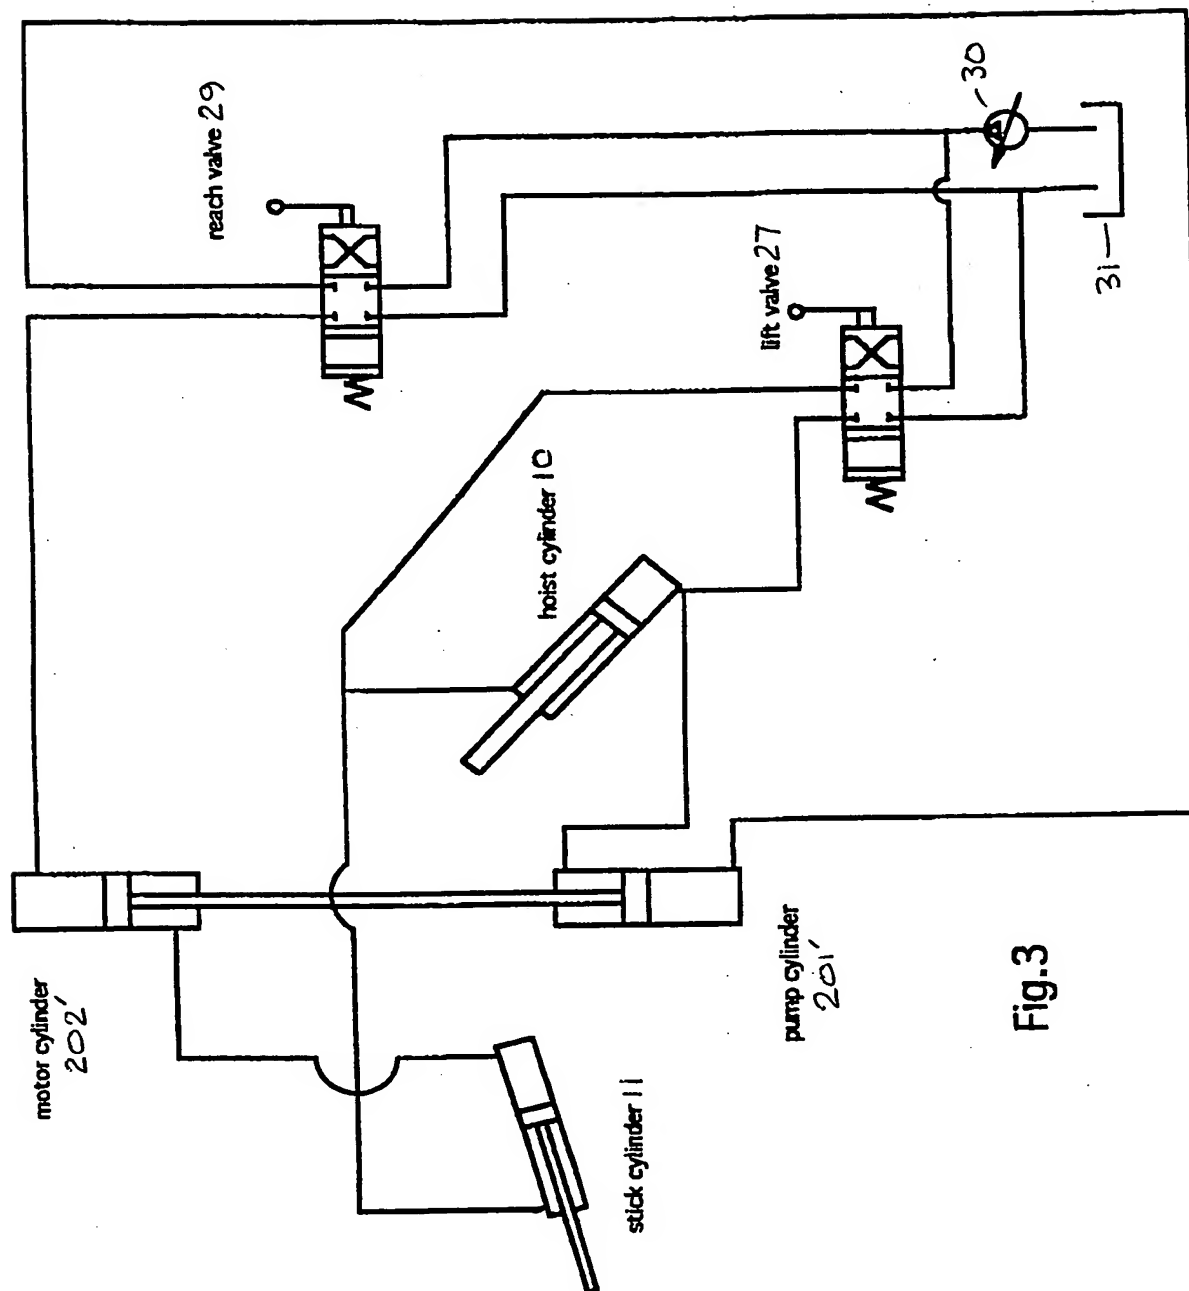 reach valve 29
30
lift valve 27
31
hoist cylinder 10
motor cylinder
202'
pump cylinder
201'
stick cylinder 11
Fig.3